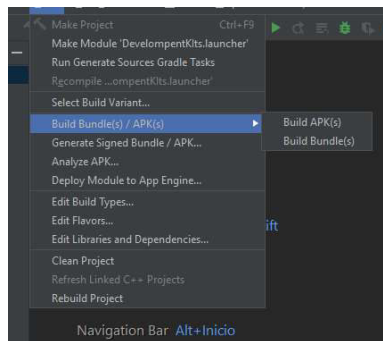 Make Project Ctrl+F9
Make Module 'DevelompentKIts.launcher'
Run Generate Sources Gradle Tasks
Recompile ...ompentKIts.launcher'
Select Build Variant...
Build Bundle(s) / APK(s)
Build APK(s)
Build Bundle(s)
Generate Signed Bundle / APK...
Analyze APK...
Deploy Module to App Engine...
Edit Build Types...
Edit Flavors...
ift
Edit Libraries and Dependencies...
Clean Project
Refresh Linked C++ Projects
Rebuild Project
Navigation Bar Alt+Inicio